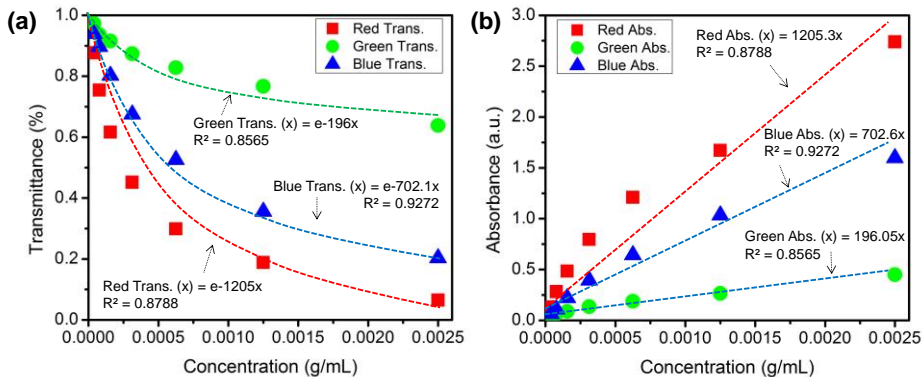 (a)
Red Trans.
Green Trans.
Blue Trans.
Green Trans. (x) = e-196x
R² = 0.8565
Blue Trans. (x) = e-702.1x
R² = 0.9272
Red Trans. (x) = e-1205x
R² = 0.8788
Transmittance (%)
1.0
0.8
0.6
0.4
0.2
0.0
0.0000 0.0005 0.0010 0.0015 0.0020 0.0025
Concentration (g/mL)
(b)
Red Abs.
Green Abs.
Blue Abs.
Red Abs. (x) = 1205.3x
R² = 0.8788
Blue Abs. (x) = 702.6x
R² = 0.9272
Green Abs. (x) = 196.05x
R² = 0.8565
Absorbance (a.u.)
3.0
2.5
2.0
1.5
1.0
0.5
0.0
0.0000 0.0005 0.0010 0.0015 0.0020 0.0025
Concentration (g/mL)